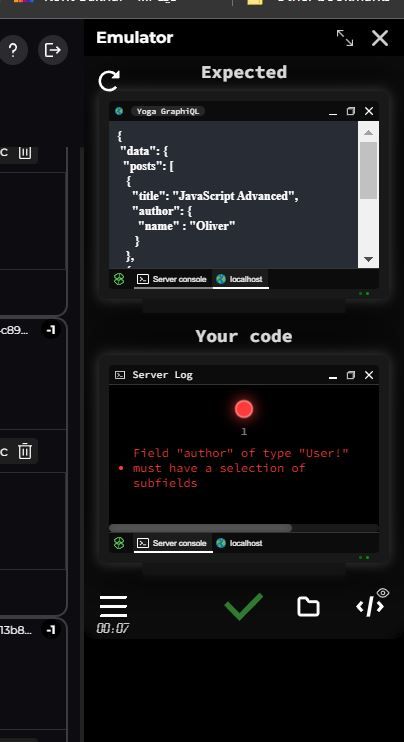 Emulator
?
Expected
Yoga GraphiQL
{
"data": {
"posts": [
{
"title": "JavaScript Advanced",
"author": {
"name" : "Oliver"
}
},
Server console
localhost
c89...
-1
Your code
Server Log
1
Field "author" of type "User!"
must have a selection of
subfields
Server console
localhost
00:07
13b8...
-1